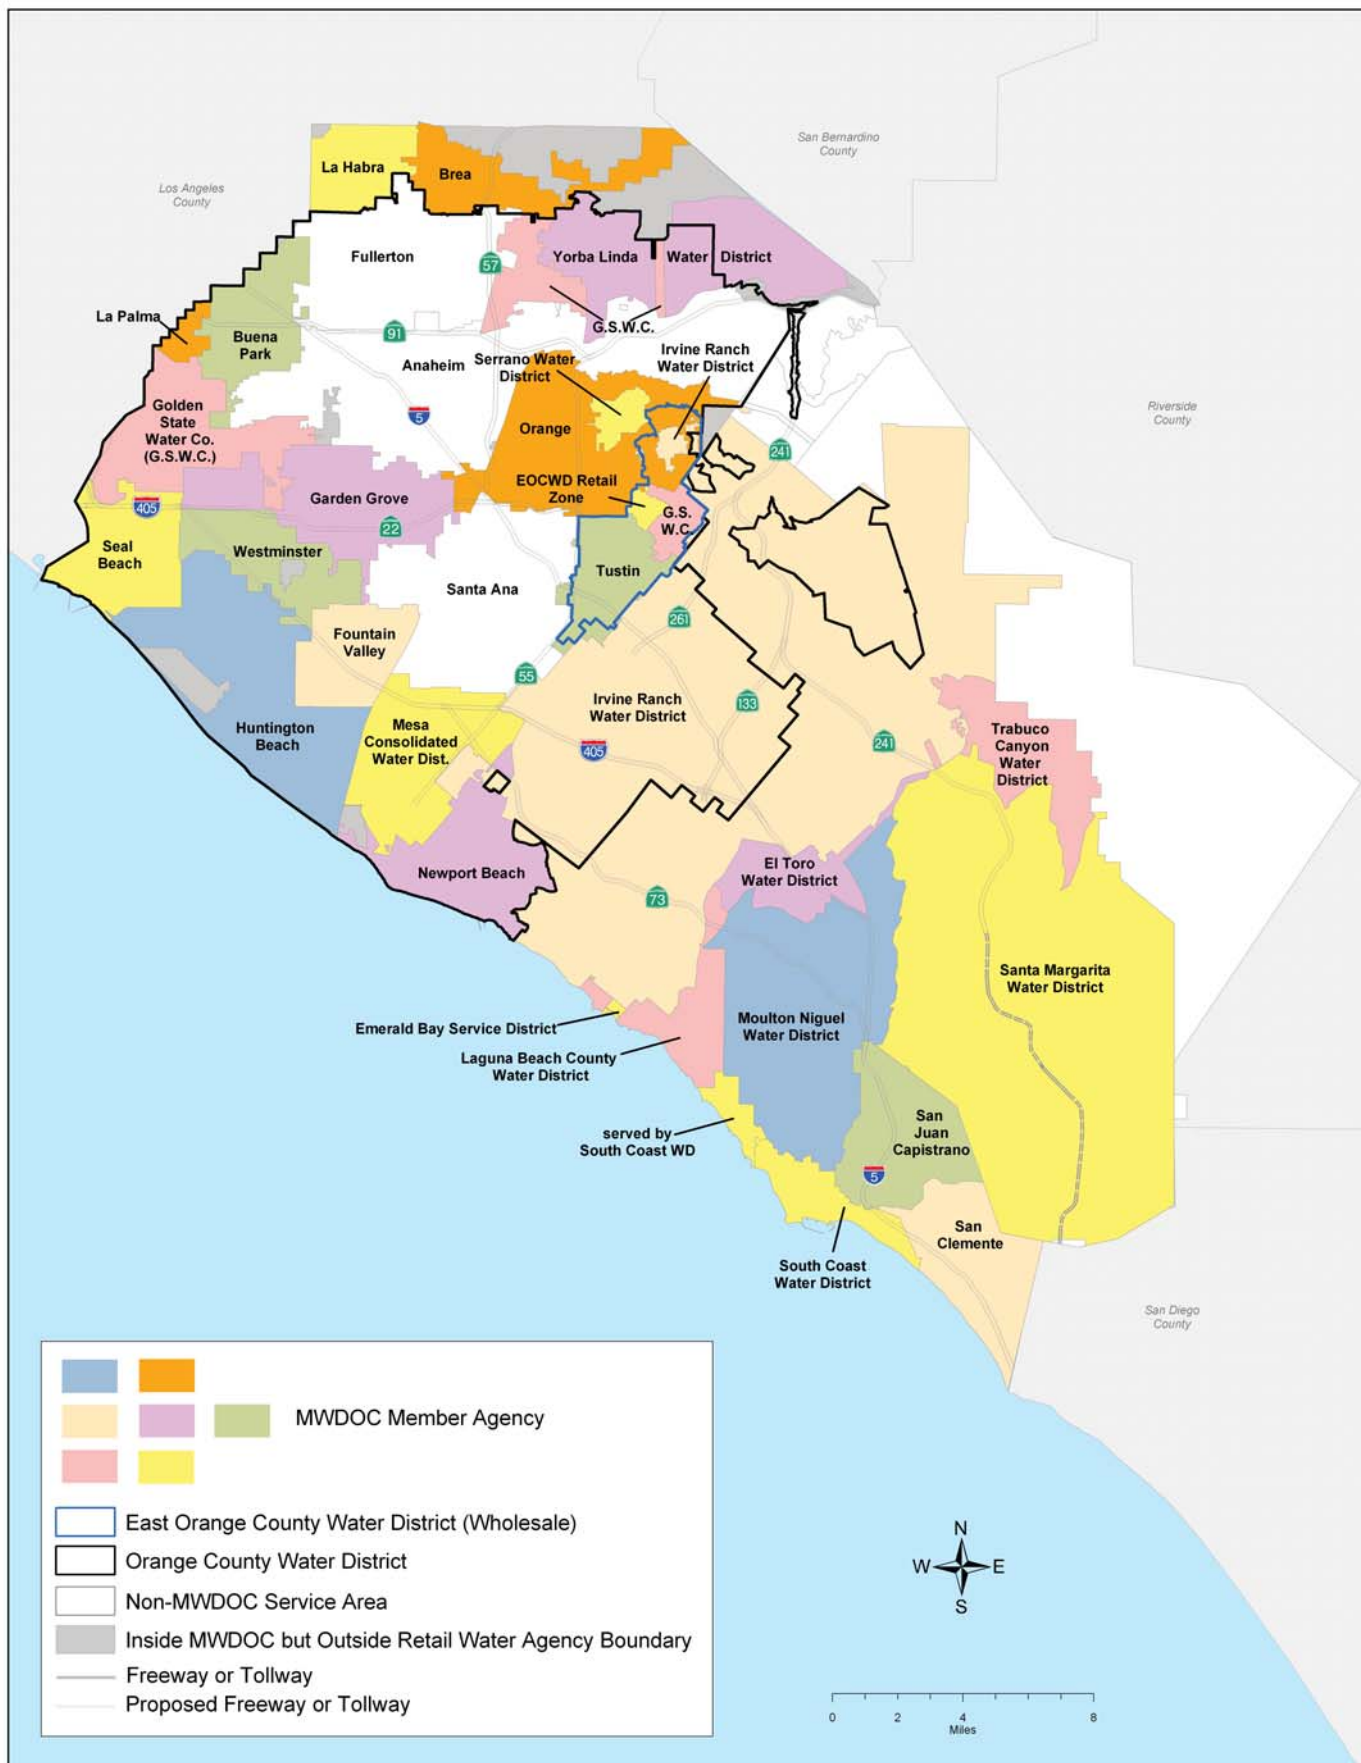 San Bernardino
County
Los Angeles
County
La Habra
Brea
Fullerton
57
Yorba Linda
Water
District
La Palma
91
Buena
Park
G.S.W.C.
Anaheim
Serrano Water
District
Irvine Ranch
Water District
Riverside
County
Golden
State
Water Co.
(G.S.W.C.)
5
Orange
241
EOCWD Retail
Zone
Garden Grove
405
22
G.S.
W.C.
Seal
Beach
Westminster
Santa Ana
Tustin
261
Fountain
Valley
55
Irvine Ranch
Water District
133
Huntington
Beach
Mesa
Consolidated
Water Dist.
405
241
Trabuco
Canyon
Water
District
Newport Beach
El Toro
Water District
73
Santa Margarita
Water District
Emerald Bay Service District
Moulton Niguel
Water District
Laguna Beach County
Water District
served by
South Coast WD
San
Juan
Capistrano
5
San
Clemente
South Coast
Water District
San Diego
County
MWDOC Member Agency
East Orange County Water District (Wholesale)
Orange County Water District
Non-MWDOC Service Area
Inside MWDOC but Outside Retail Water Agency Boundary
Freeway or Tollway
Proposed Freeway or Tollway
N
W
E
S
0 2 4 8
Miles